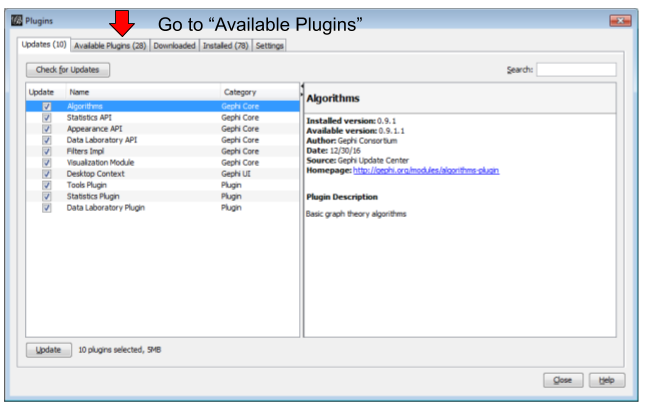 Plugins
Go to “Available Plugins”
Updates (10) Available Plugins (28) Downloaded Installed (78) Settings
Check for Updates
Search:
Update Name Category
Algorithms Gephi Core
Statistics API Gephi Core
Appearance API Gephi Core
Data Laboratory API Gephi Core
Filters Impl Gephi Core
Visualization Module Gephi Core
Desktop Context Gephi UI
Tools Plugin Plugin
Statistics Plugin Plugin
Data Laboratory Plugin Plugin
Algorithms
Installed version: 0.9.1
Available version: 0.9.1.1
Author: Gephi Consortium
Date: 12/30/16
Source: Gephi Update Center
Homepage: http://gephi.org/modules/algorithms-plugin
Plugin Description
Basic graph theory algorithms
Update 10 plugins selected, 5MB
Close Help